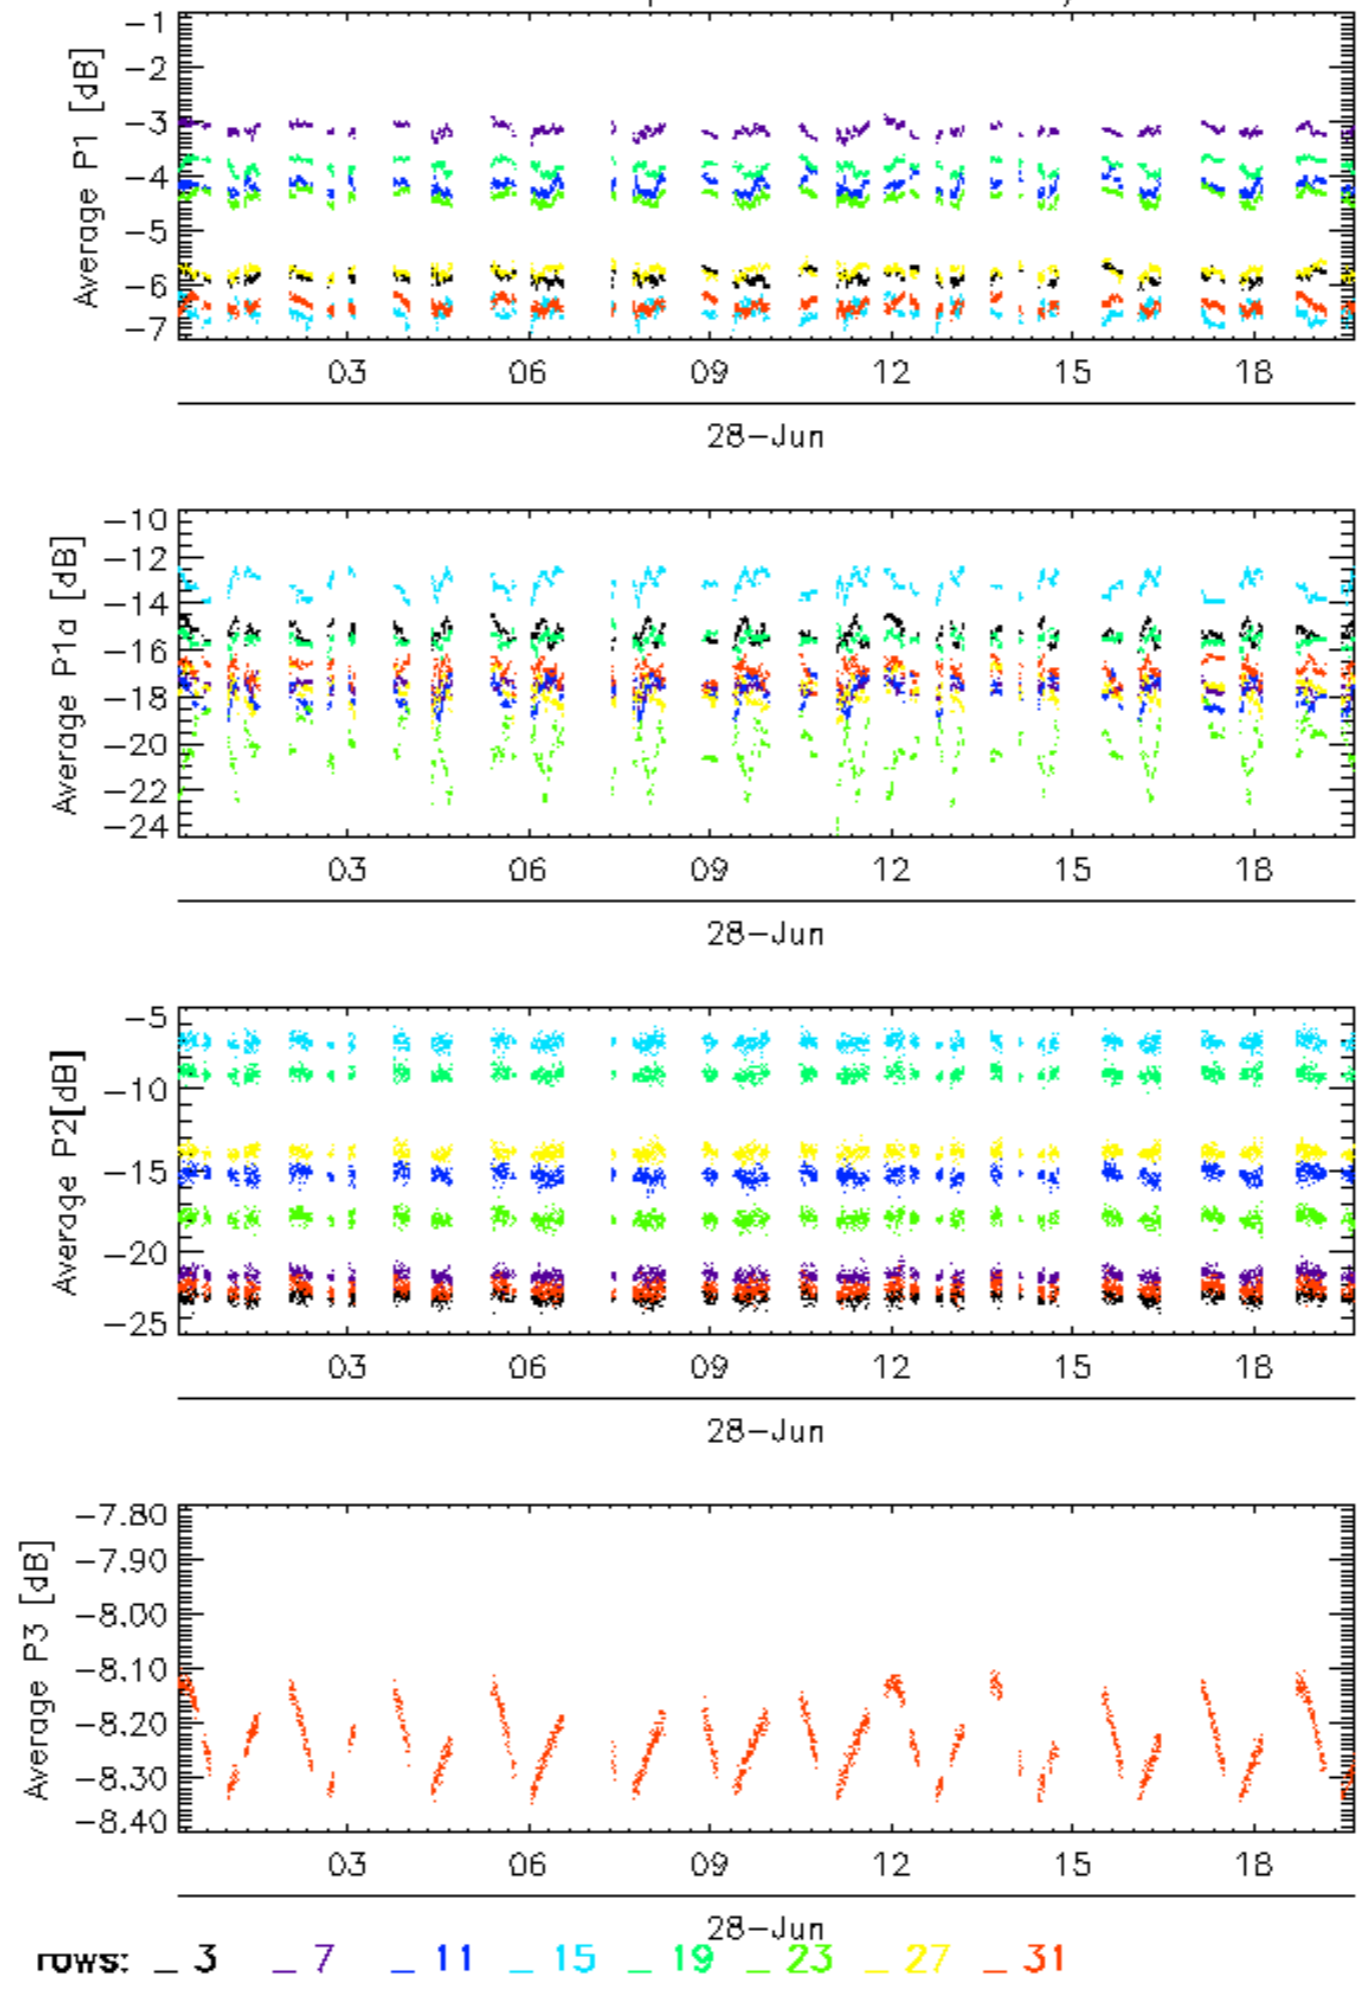 Average P1 [dB]
-1
-2
-3
-4
-5
-6
-7
03 06 09 12 15 18
28-Jun
Average P1a [dB]
-10
-12
-14
-16
-18
-20
-22
-24
03 06 09 12 15 18
28-Jun
Average P2[dB]
-5
-10
-15
-20
-25
03 06 09 12 15 18
28-Jun
Average P3 [dB]
-7.80
-7.90
-8.00
-8.10
-8.20
-8.30
-8.40
03 06 09 12 15 18
28-Jun
rows: _ 3 _ 7 _ 11 _ 15 _ 19 _ 23 _ 27 _ 31